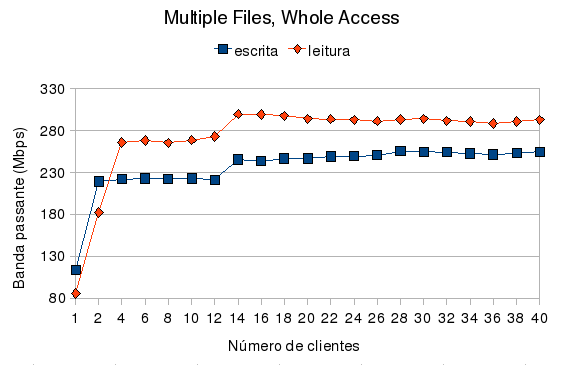 Multiple Files, Whole Access
escrita leitura
330
280
230
180
130
80
Banda passante (Mbps)
1 2 4 6 8 10 12 14 16 18 20 22 24 26 28 30 32 34 36 38 40
Número de clientes